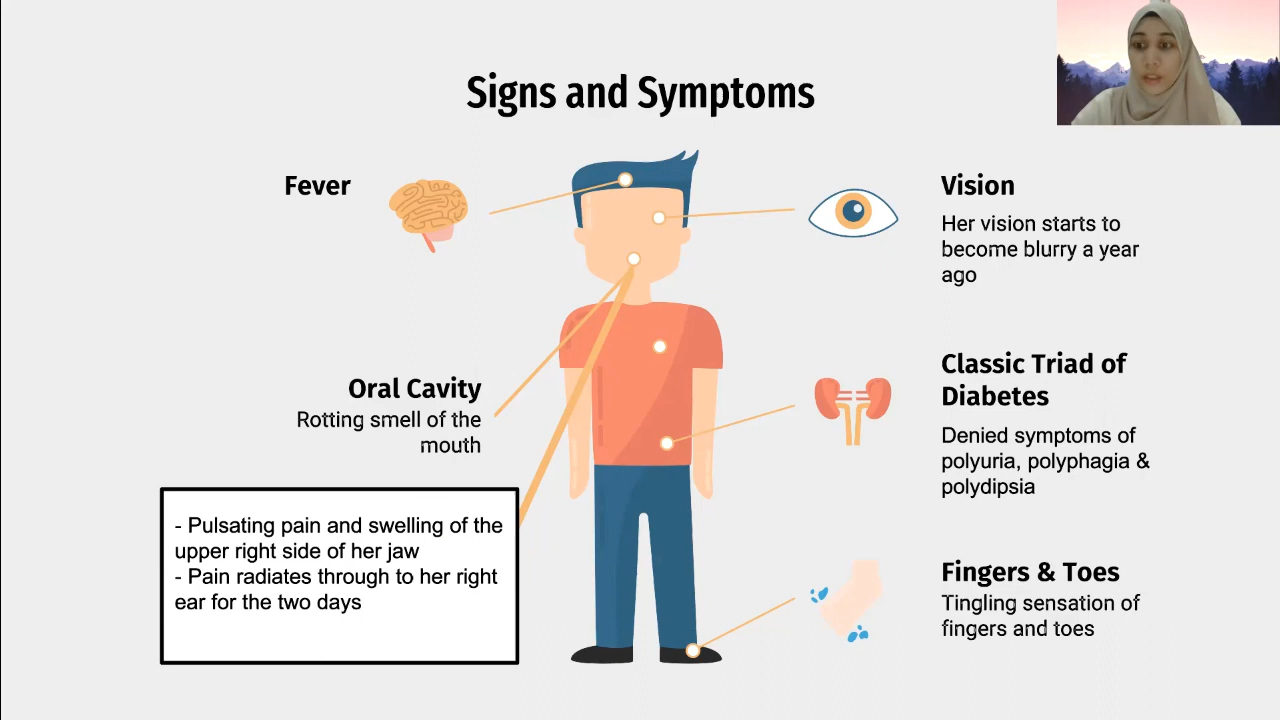 Signs and Symptoms
Fever
Vision
Her vision starts to
become blurry a year
ago
Oral Cavity
Rotting smell of the
mouth
Classic Triad of
Diabetes
Denied symptoms of
polyuria, polyphagia &
polydipsia
- Pulsating pain and swelling of the
upper right side of her jaw
- Pain radiates through to her right
ear for the two days
Fingers & Toes
Tingling sensation of
fingers and toes